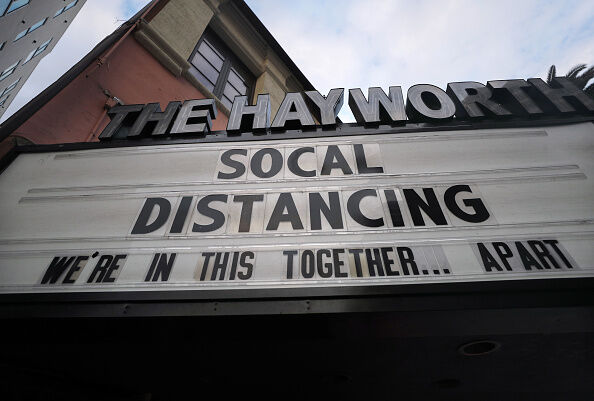 THE HAYWORTH
SOCAL
DISTANCING
WE'RE IN THIS TOGETHER... APART